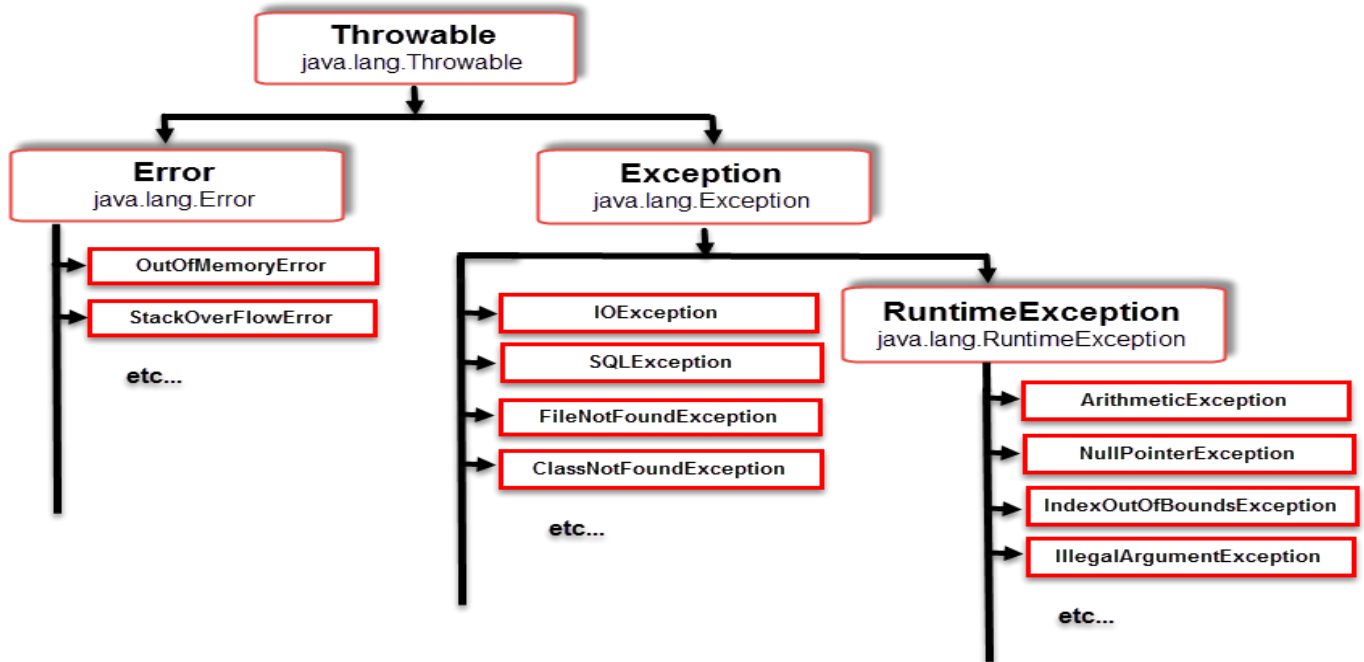 Throwable
java.lang.Throwable
Error
java.lang.Error
OutOfMemoryError
StackOverFlowError
etc...
Exception
java.lang.Exception
IOException
SQLException
FileNotFoundException
ClassNotFoundException
etc...
RuntimeException
java.lang.RuntimeException
ArithmeticException
NullPointerException
IndexOutOfBoundsException
IllegalArgumentException
etc...